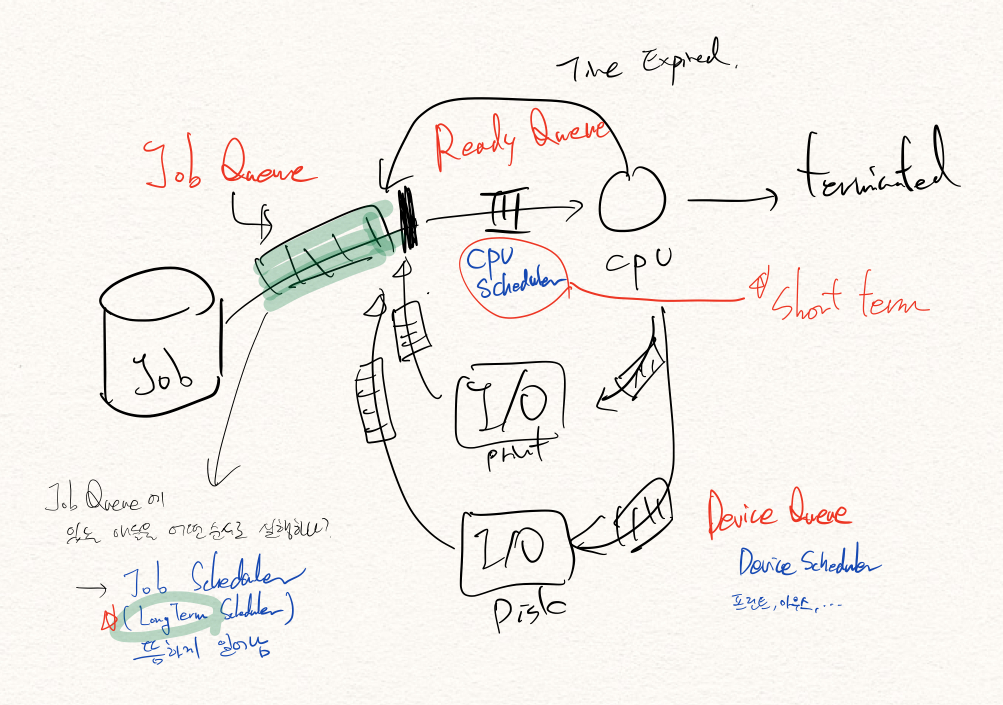 Time Expired.
Ready Queue
Job Queue
terminated
CPU
Scheduler
CPU
Short term
Job
I/O
print
Job Queue에
있는 애들을 어떤 순서로 실행하나?
I/O
Disk
Device Queue
Device Scheduler
프린트, 마우스, ...
→ Job Scheduler
(Long Term Scheduler)
뜸하게 일어남